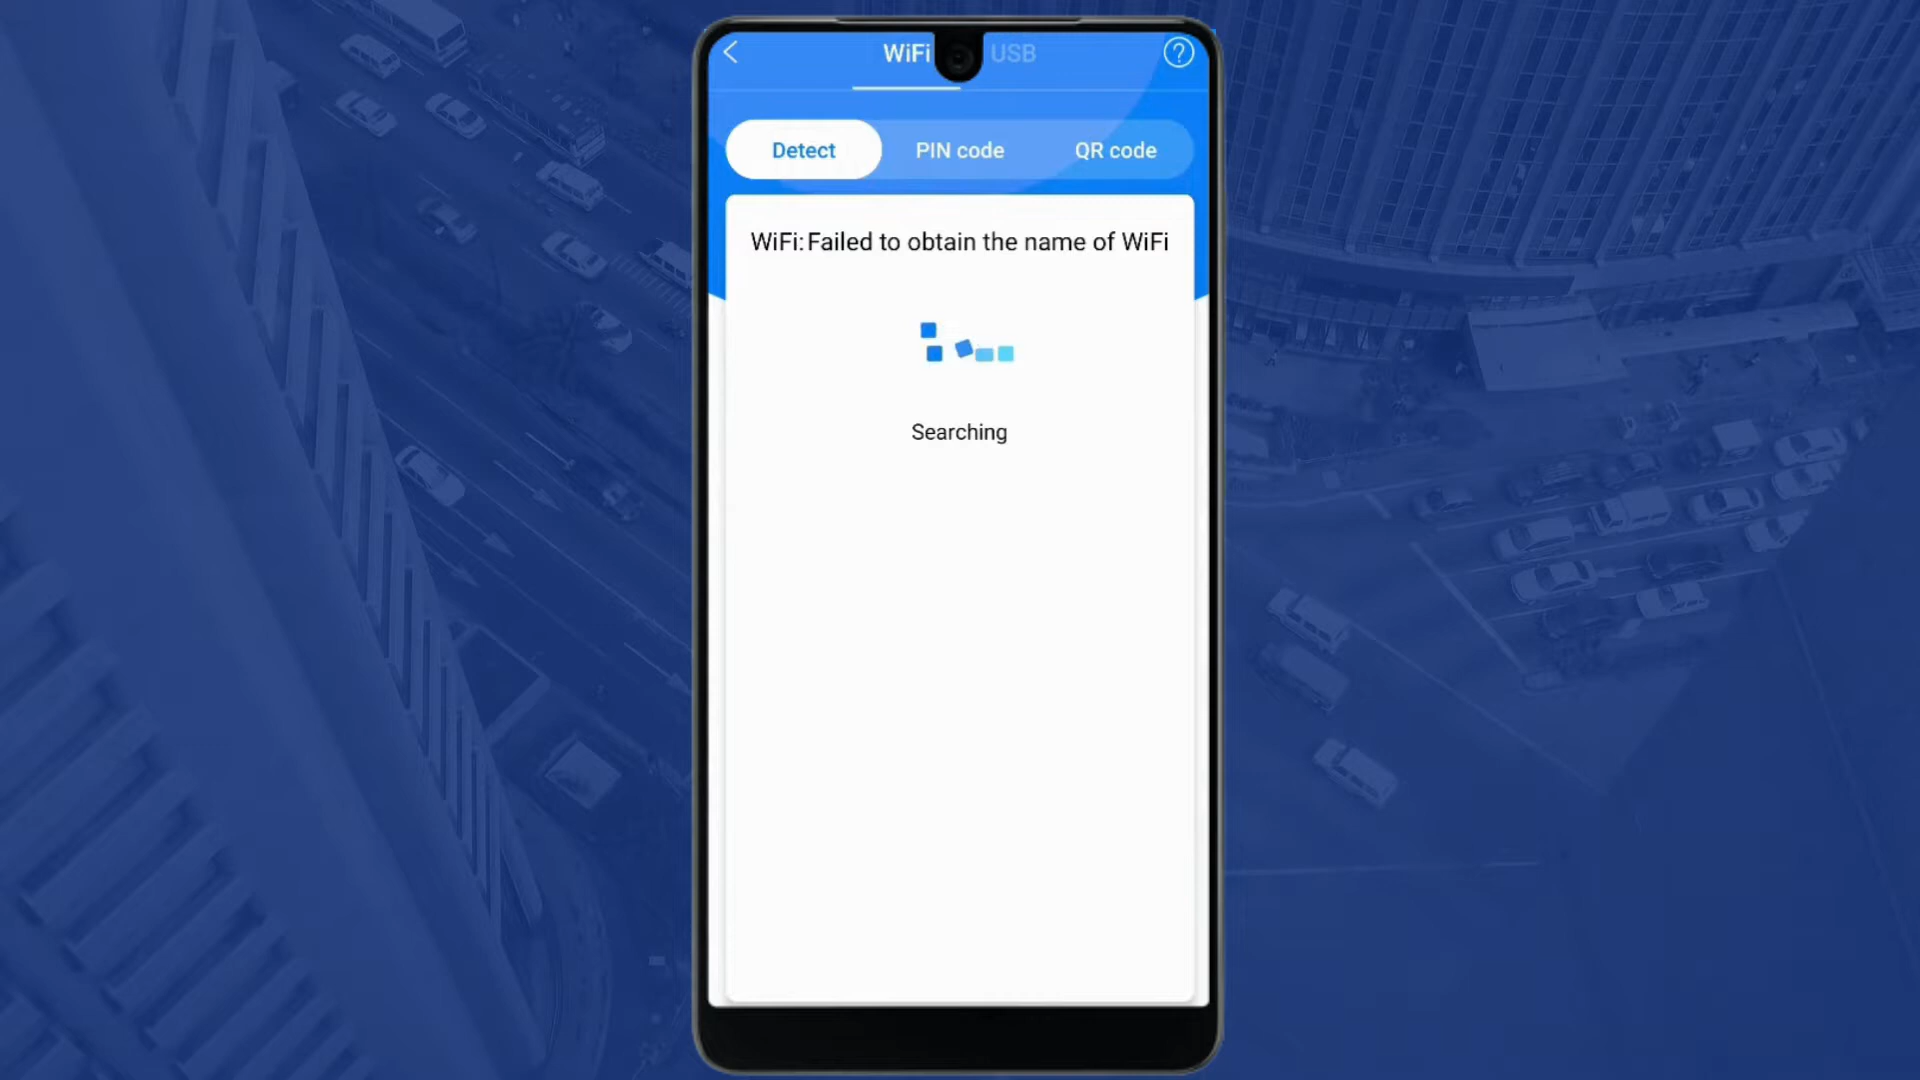 WiFi USB ?
Detect PIN code QR code
WiFi: Failed to obtain the name of WiFi
Searching